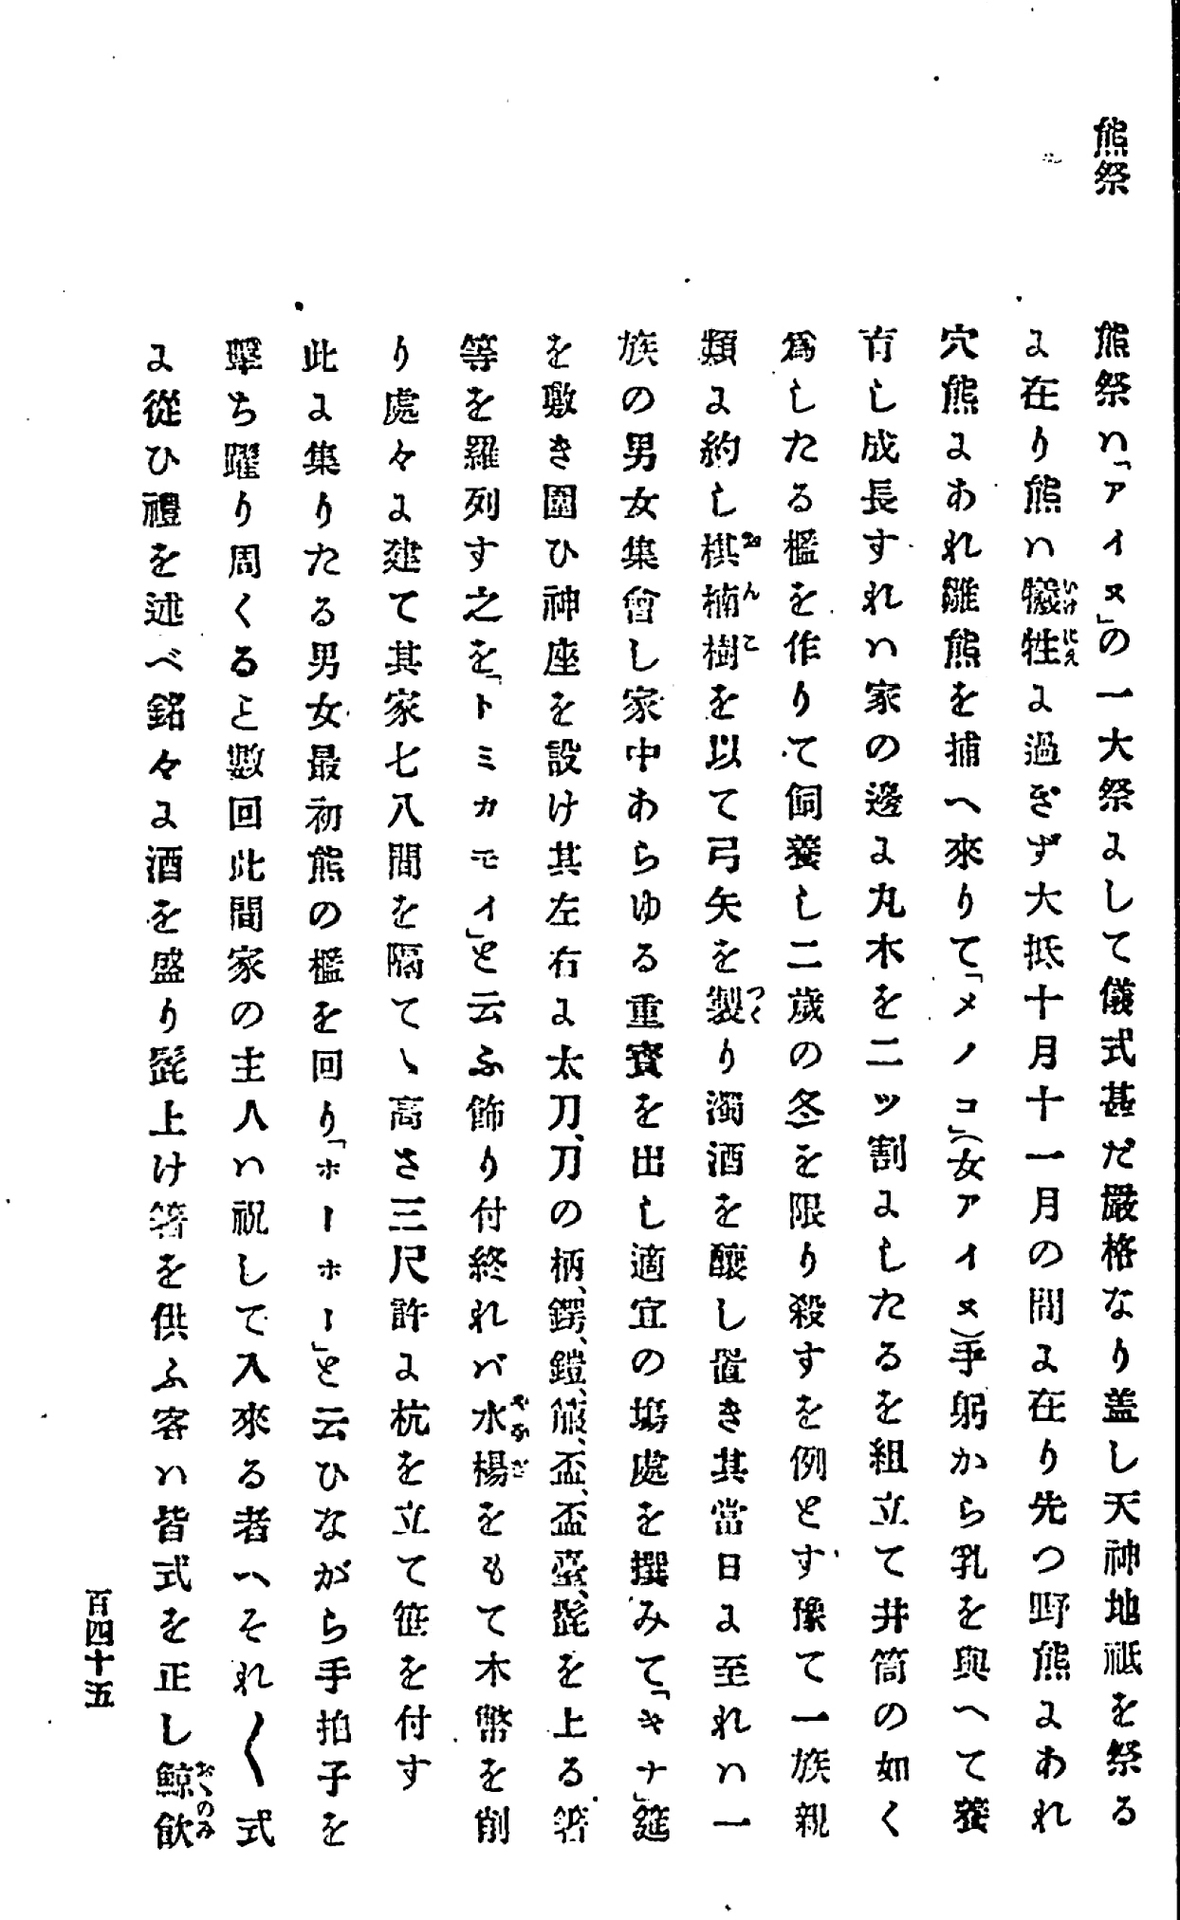 熊祭
熊祭ハ「アイヌ」の一大祭にして儀式甚だ嚴格なり盖し天神地祇を祭る
に在り熊ハ犧牲に過ぎず大抵十月十一月の間に在り先つ野熊にあれ
穴熊にあれ雛熊を捕へ來りて「メノコ」(女アイヌ)手躬から乳を與へて養
育し成長すれハ家の邊に丸木を二ッ割にしたるを組立て井筒の如く
爲したる檻を作りて飼養し二歳の冬を限り殺すを例とす豫て一族親
類に約し棋楠樹を以て弓矢を製り濁酒を釀し置き其當日に至れハ一
族の男女集會し家中あらゆる重寳を出し適宜の塲處を撰みて「キナ」筵
を敷き圍ひ神座を設け其左右に太刀、刀の柄、鍔、鎧、箙、盃、盃臺、髭を上る箸
等を羅列す之を「トミカモイ」と云ふ飾り付終れバ水楊をもて木幣を削
り處々に建て其家七八間を隔てヽ高さ三尺許に杭を立て笹を付す
此に集りたる男女最初熊の檻を回り「ホーホー」と云ひながら手拍子を
撃ち躍り周くると數回此間家の主人ハ祝して入來る者へそれ〱式
に從ひ禮を述べ銘々に酒を盛り髭上け箸を供ふ客ハ皆式を正し鯨飮
百四十五